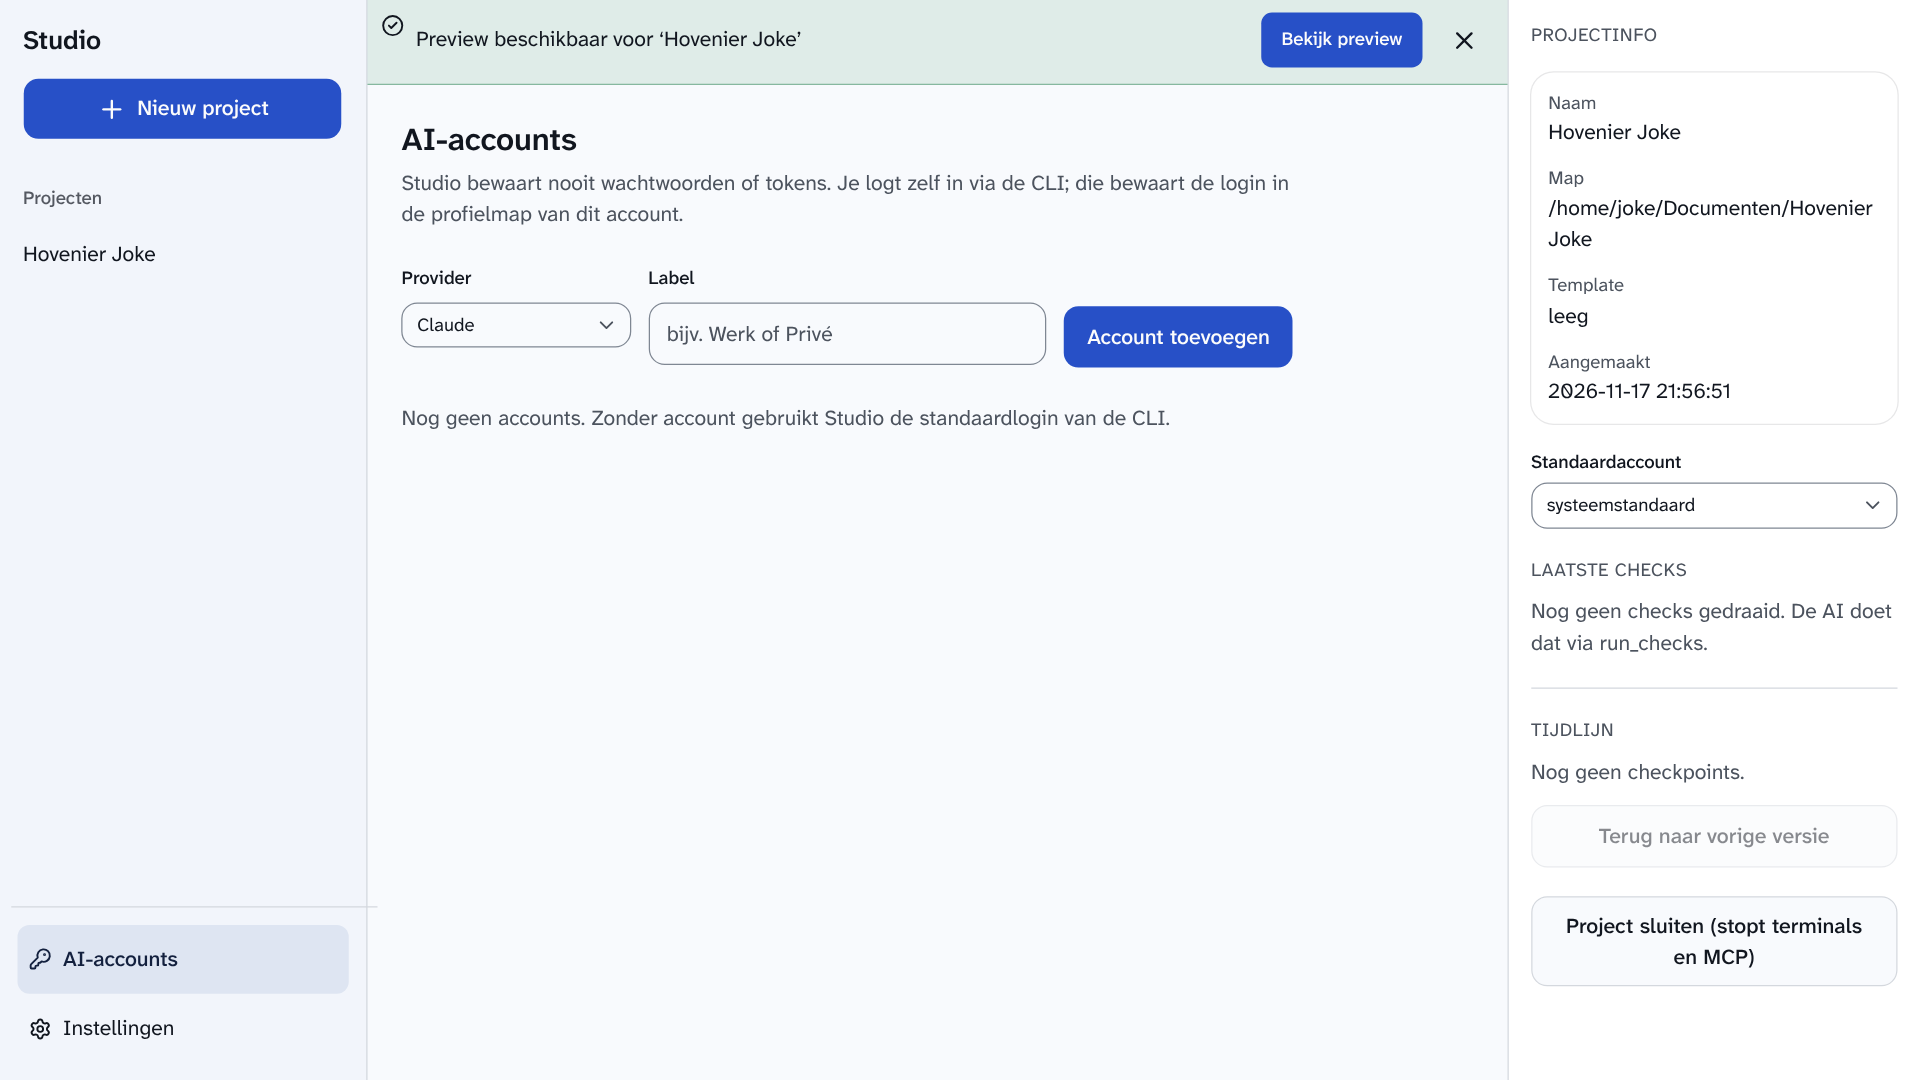 Studio
Nieuw project
Projecten
Hovenier Joke
AI-accounts
Instellingen
Preview beschikbaar voor ‘Hovenier Joke’
Bekijk preview
AI-accounts
Studio bewaart nooit wachtwoorden of tokens. Je logt zelf in via de CLI; die bewaart de login in
de profielmap van dit account.
Provider
Label
Claude
bijv. Werk of Privé
Account toevoegen
Nog geen accounts. Zonder account gebruikt Studio de standaardlogin van de CLI.
PROJECTINFO
Naam
Hovenier Joke
Map
/home/joke/Documenten/Hovenier
Joke
Template
leeg
Aangemaakt
2026-11-17 21:56:51
Standaardaccount
systeemstandaard
LAATSTE CHECKS
Nog geen checks gedraaid. De AI doet
dat via run_checks.
TIJDLIJN
Nog geen checkpoints.
Terug naar vorige versie
Project sluiten (stopt terminals
en MCP)